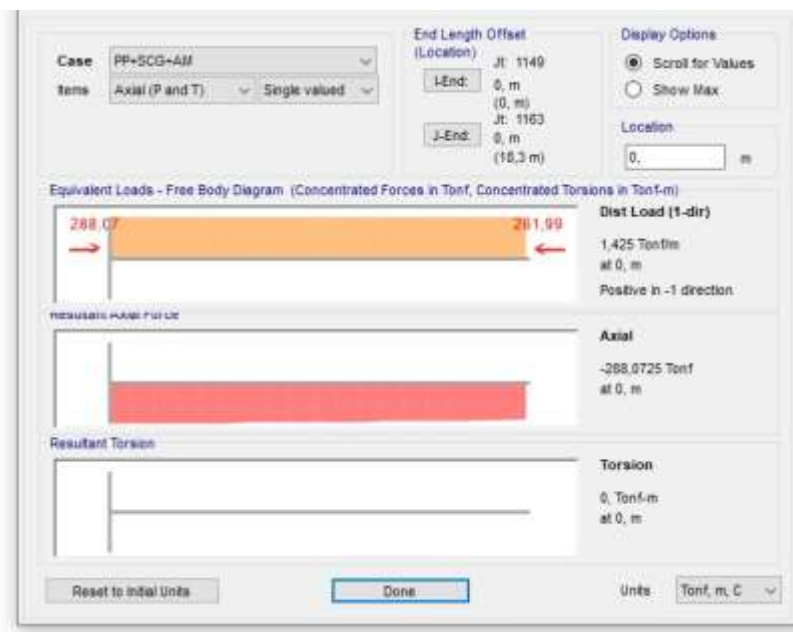 End Length Offset
(Location)
Display Options
Case PP+SCG+AM
Jt: 1149
Scroll for Values
Items Axial (P and T) Single valued
I-End: 0, m
(0, m)
Show Max
Jt: 1163
J-End: 0, m
(18,3 m)
Location
0, m
Equivalent Loads - Free Body Diagram (Concentrated Forces in Tonf, Concentrated Torsions in Tonf-m)
288,07
261,99
Dist Load (1-dir)
1,425 Tonf/m
at 0, m
Positive in -1 direction
Resultant Axial Force
Axial
-288,0725 Tonf
at 0, m
Resultant Torsion
Torsion
0, Tonf-m
at 0, m
Reset to Initial Units
Done
Units Tonf, m, C